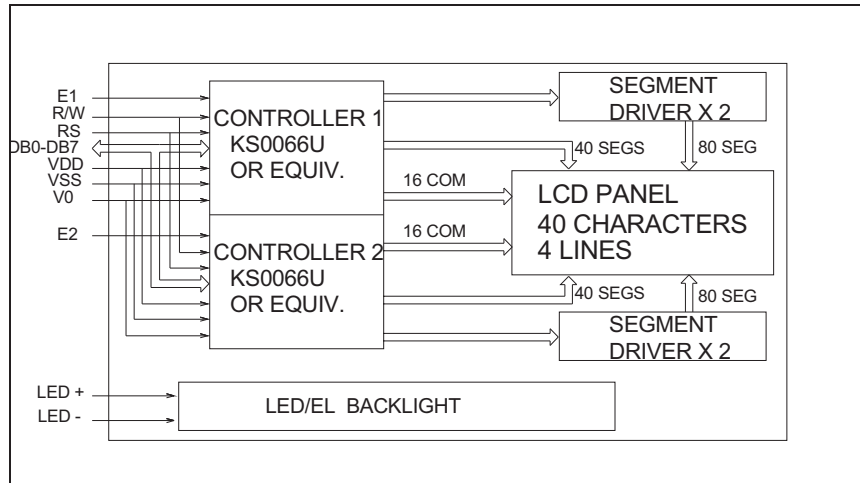 E1
R/W
RS
DB0-DB7
VDD
VSS
V0
E2
CONTROLLER 1
KS0066U
OR EQUIV.
CONTROLLER 2
KS0066U
OR EQUIV.
SEGMENT
DRIVER X 2
40 SEGS
80 SEG
16 COM
16 COM
LCD PANEL
40 CHARACTERS
4 LINES
40 SEGS
80 SEG
SEGMENT
DRIVER X 2
LED +
LED -
LED/EL BACKLIGHT